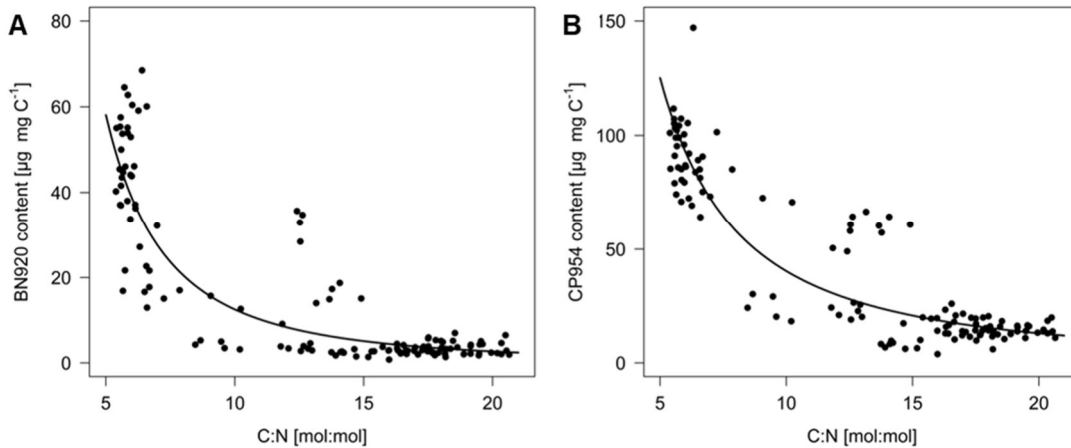 A
80
60
40
20
0
BN920 content [µg mg C⁻¹]
5 10 15 20
C:N [mol:mol]
B
150
100
50
0
CP954 content [µg mg C⁻¹]
5 10 15 20
C:N [mol:mol]